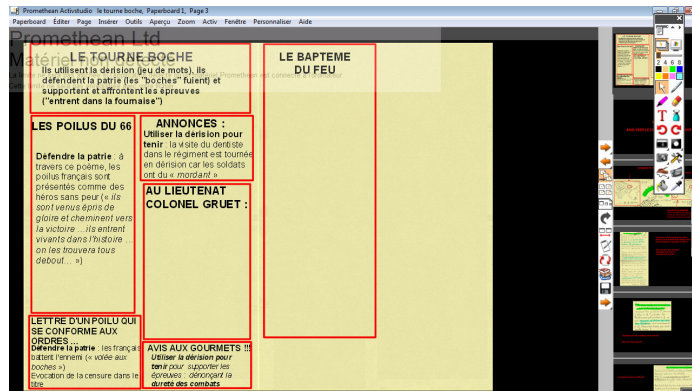 Promethean Activstudio le tourne boche, Paperboard 1, Page 3
Paperboard Éditer Page Insérer Outils Aperçu Zoom Activ Fenêtre Personnaliser Aide
Promethean Ltd
Matériel non détecté
LE TOURNE BOCHE
Ils utilisent la dérision (jeu de mots), ils
défendent la patrie (les "boches" fuient) et
supportent et affrontent les épreuves
("entrent dans la fournaise")
LE BAPTEME
DU FEU
LES POILUS DU 66
Défendre la patrie : à
travers ce poème, les
poilus français sont
présentés comme des
héros sans peur (« ils
sont venus épris de
gloire et cheminent vers
la victoire ... ils entrent
vivants dans l'histoire ...
on les trouvera tous
debout... »)
ANNONCES :
Utiliser la dérision pour
tenir : la visite du dentiste
dans le régiment est tournée
en dérision car les soldats
ont du « mordant »
AU LIEUTENAT
COLONEL GRUET :
LETTRE D'UN POILU QUI
SE CONFORME AUX
ORDRES ...
Défendre la patrie : les français
battent l'ennemi (« volée aux
boches »)
Evocation de la censure dans le
titre
AVIS AUX GOURMETS !!!
Utiliser la dérision pour
tenir pour supporter les
épreuves : dénonçant la
dureté des combats
2 4 6 8